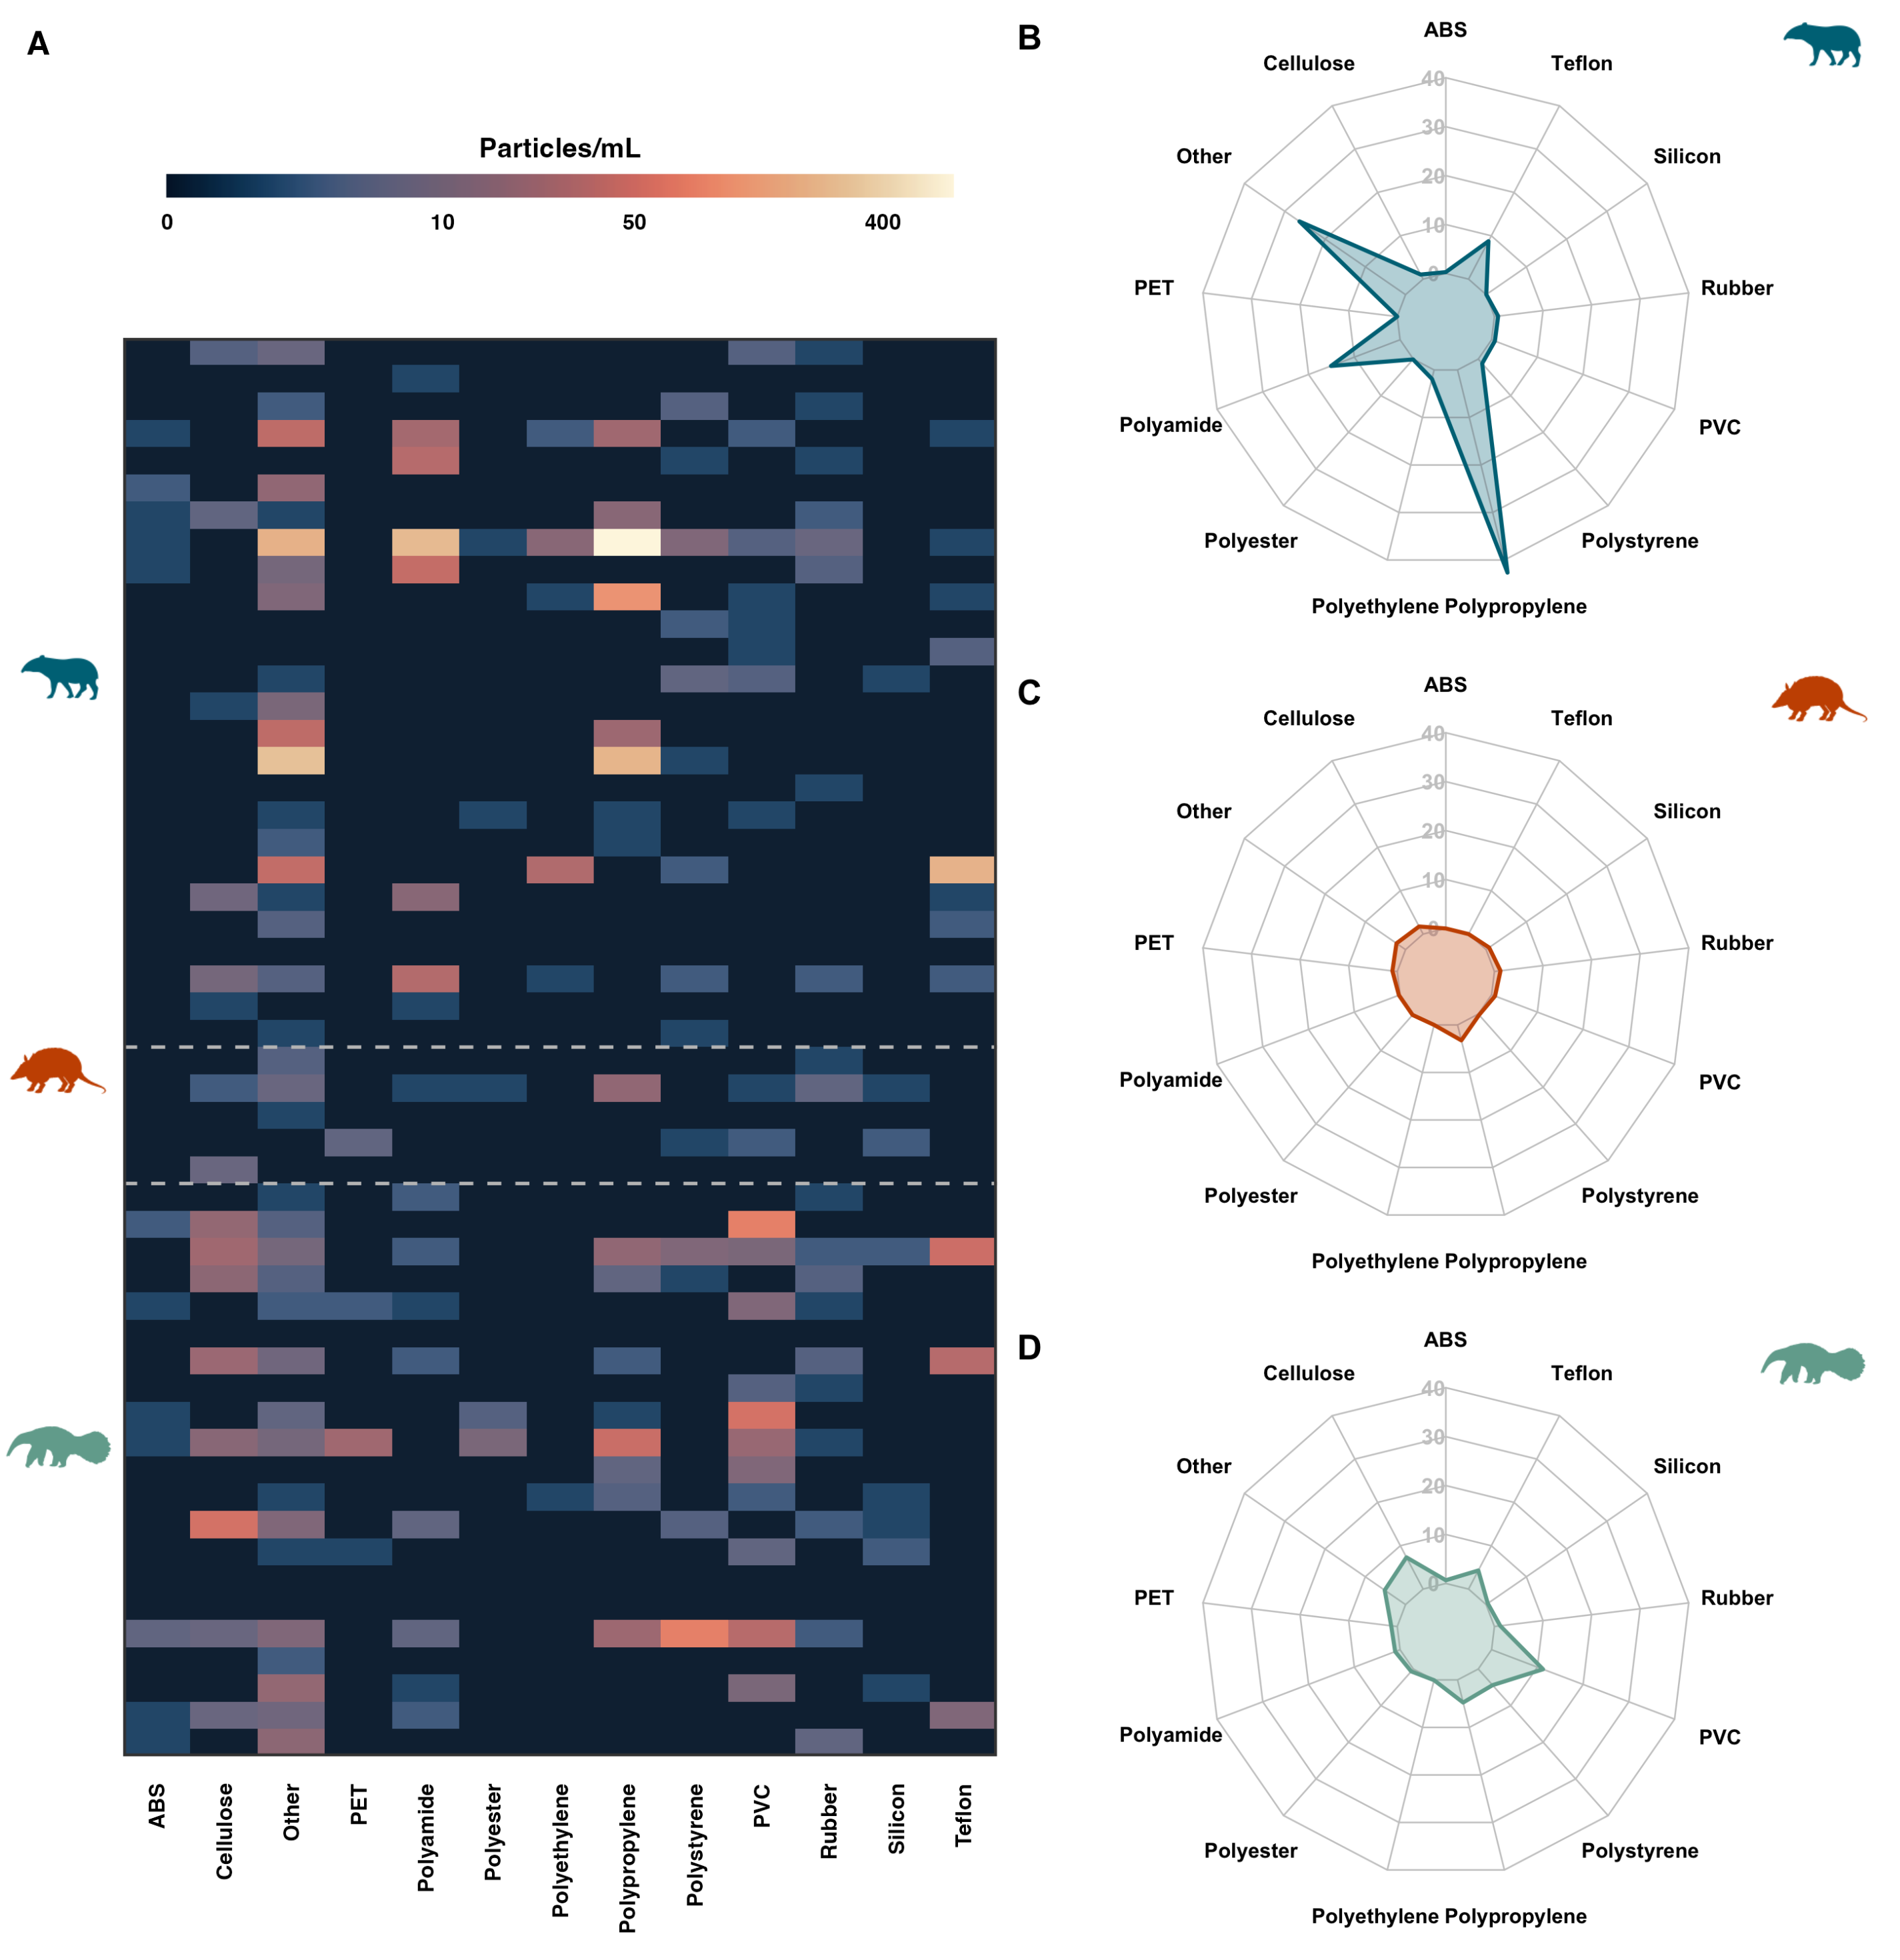 A
Particles/mL
0 10 50 400
ABS
Cellulose
Other
PET
Polyamide
Polyester
Polyethylene
Polypropylene
Polystyrene
PVC
Rubber
Silicon
Teflon
B
ABS
Cellulose Teflon
Other Silicon
PET Rubber
Polyamide PVC
Polyester Polystyrene
Polyethylene Polypropylene
40
30
20
10
0
C
ABS
Cellulose Teflon
Other Silicon
PET Rubber
Polyamide PVC
Polyester Polystyrene
Polyethylene Polypropylene
40
30
20
10
0
D
ABS
Cellulose Teflon
Other Silicon
PET Rubber
Polyamide PVC
Polyester Polystyrene
Polyethylene Polypropylene
40
30
20
10
0